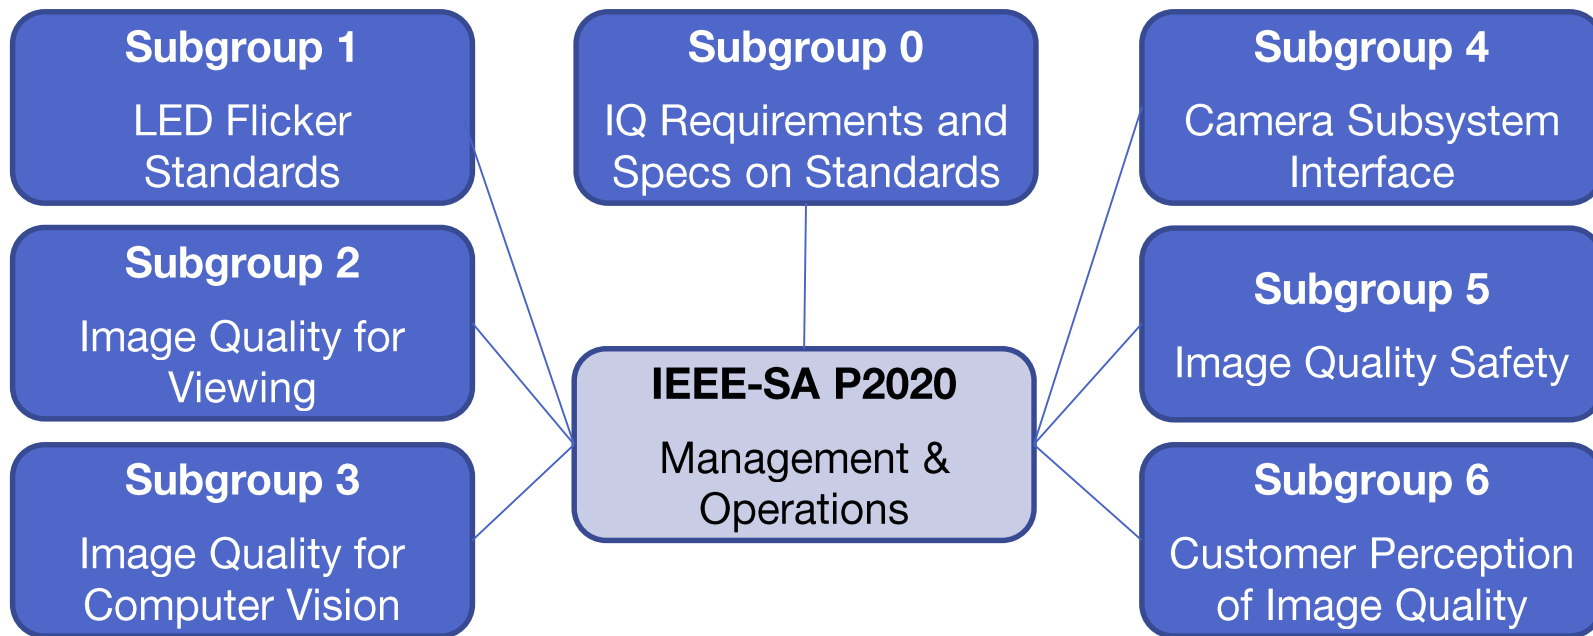 Subgroup 1
LED Flicker
Standards
Subgroup 0
IQ Requirements and
Specs on Standards
Subgroup 4
Camera Subsystem
Interface
Subgroup 2
Image Quality for
Viewing
Subgroup 5
Image Quality Safety
IEEE-SA P2020
Management &
Operations
Subgroup 3
Image Quality for
Computer Vision
Subgroup 6
Customer Perception
of Image Quality